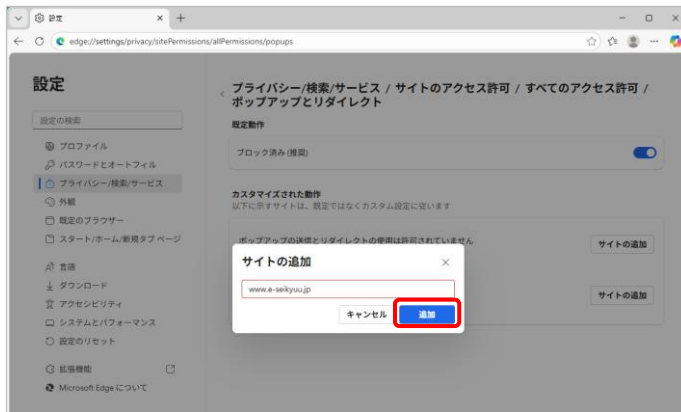 設定
edge://settings/privacy/sitePermissions/allPermissions/popups
設定
設定の検索
プロファイル
パスワードとオートフィル
プライバシー/検索/サービス
外観
既定のブラウザー
スタート/ホーム/新規タブ ページ
言語
ダウンロード
アクセシビリティ
システムとパフォーマンス
設定のリセット
拡張機能
Microsoft Edge について
プライバシー/検索/サービス / サイトのアクセス許可 / すべてのアクセス許可 /
ポップアップとリダイレクト
既定動作
ブロック済み (推奨)
カスタマイズされた動作
以下に示すサイトは、既定ではなくカスタム設定に従います
ポップアップの送信とリダイレクトの使用は許可されていません
サイトの追加
サイトの追加
サイトの追加
www.e-seikyuu.jp
キャンセル 追加